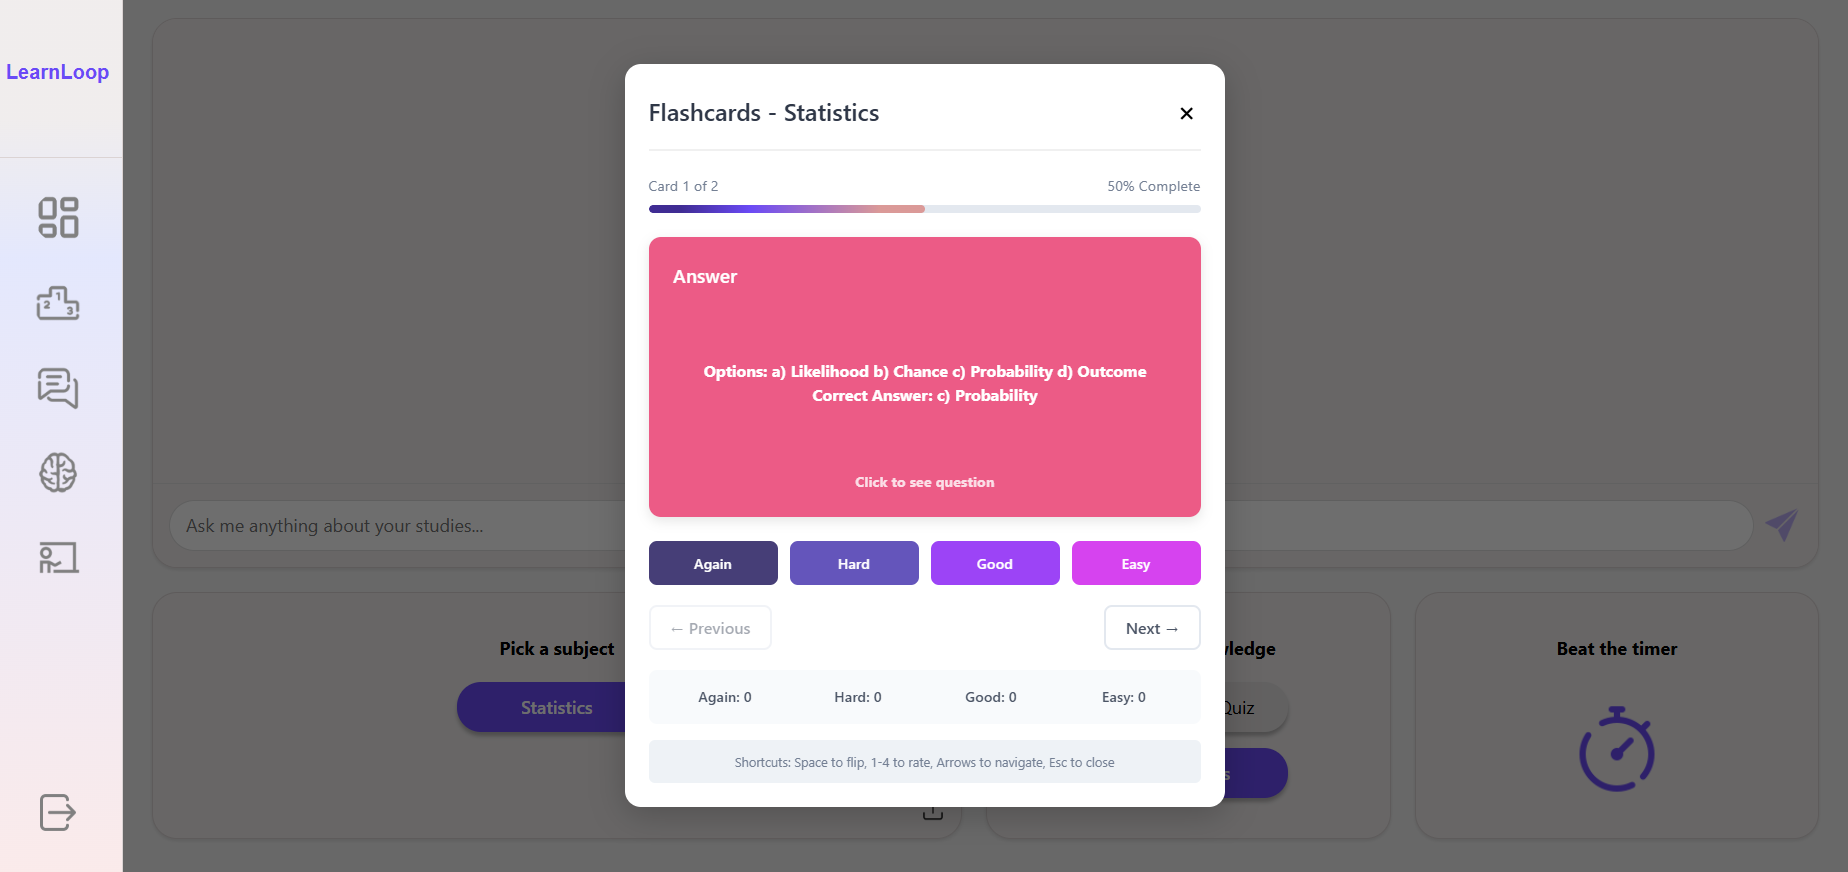 LearnLoop
Flashcards - Statistics
×
Card 1 of 2
50% Complete
Answer
Options: a) Likelihood b) Chance c) Probability d) Outcome
Correct Answer: c) Probability
Click to see question
Again
Hard
Good
Easy
← Previous
Next →
Again: 0
Hard: 0
Good: 0
Easy: 0
Shortcuts: Space to flip, 1-4 to rate, Arrows to navigate, Esc to close
Ask me anything about your studies...
Pick a subject
Statistics
Quiz
Beat the timer